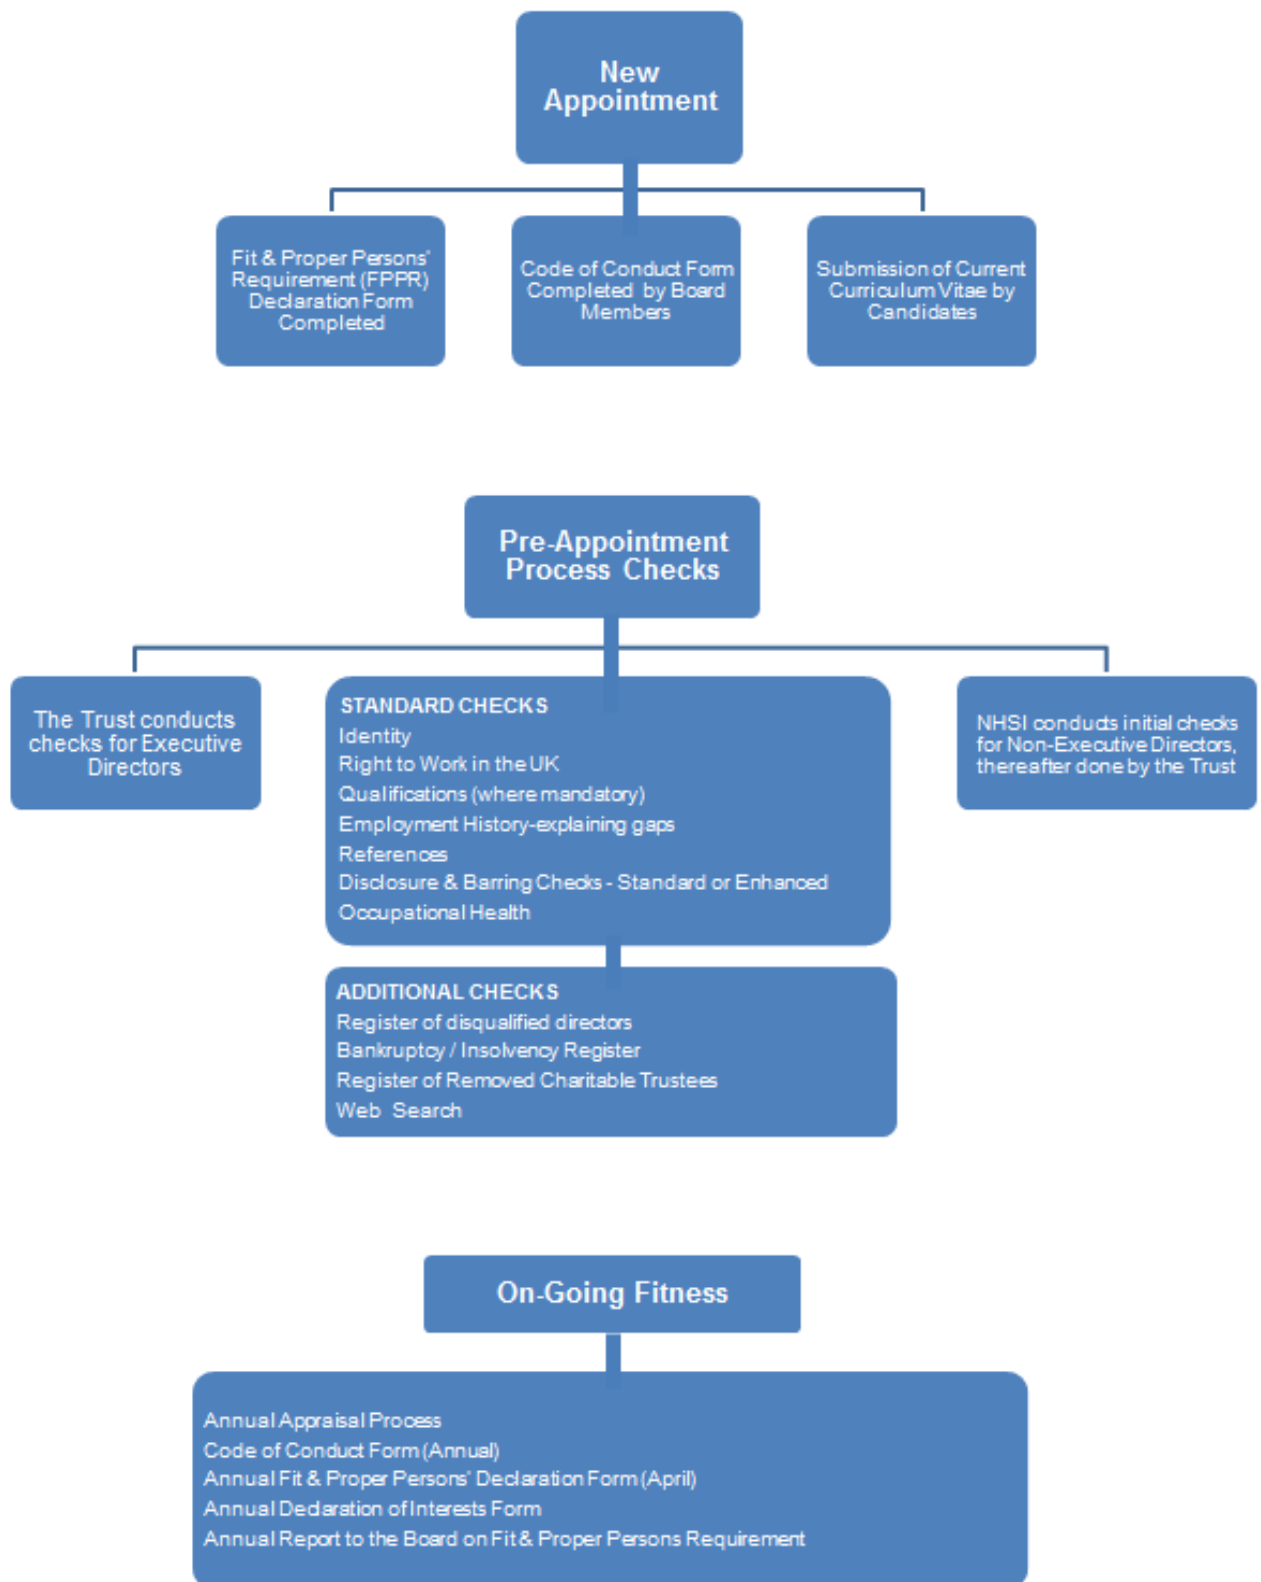 New
Appointment
Fit & Proper Persons'
Requirement (FPPR)
Declaration Form
Completed
Code of Conduct Form
Completed by Board
Members
Submission of Current
Curriculum Vitae by
Candidates
Pre-Appointment
Process Checks
The Trust conducts
checks for Executive
Directors
STANDARD CHECKS
Identity
Right to Work in the UK
Qualifications (where mandatory)
Employment History-explaining gaps
References
Disclosure & Barring Checks - Standard or Enhanced
Occupational Health
NHSI conducts initial checks
for Non-Executive Directors,
thereafter done by the Trust
ADDITIONAL CHECKS
Register of disqualified directors
Bankruptcy / Insolvency Register
Register of Removed Charitable Trustees
Web Search
On-Going Fitness
Annual Appraisal Process
Code of Conduct Form (Annual)
Annual Fit & Proper Persons' Declaration Form (April)
Annual Declaration of Interests Form
Annual Report to the Board on Fit & Proper Persons Requirement